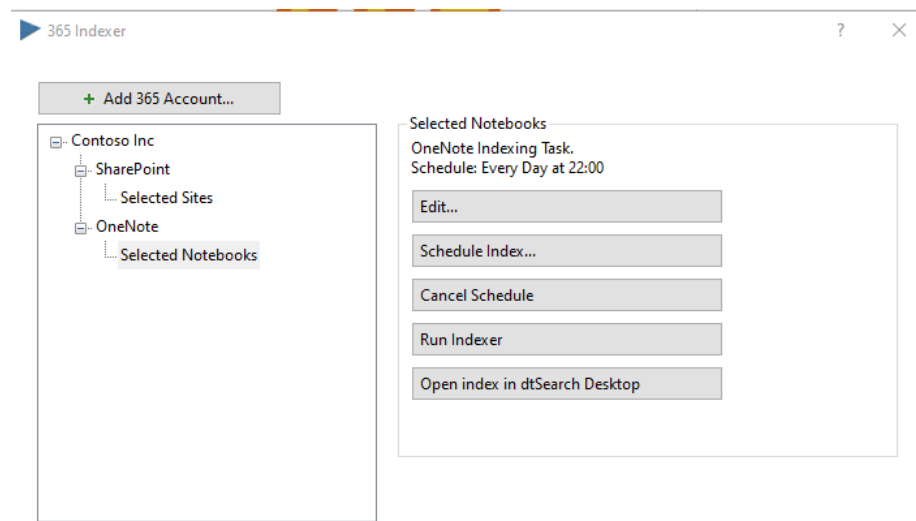 365 Indexer
?
+ Add 365 Account...
Contoso Inc
SharePoint
Selected Sites
OneNote
Selected Notebooks
Selected Notebooks
OneNote Indexing Task.
Schedule: Every Day at 22:00
Edit...
Schedule Index...
Cancel Schedule
Run Indexer
Open index in dtSearch Desktop